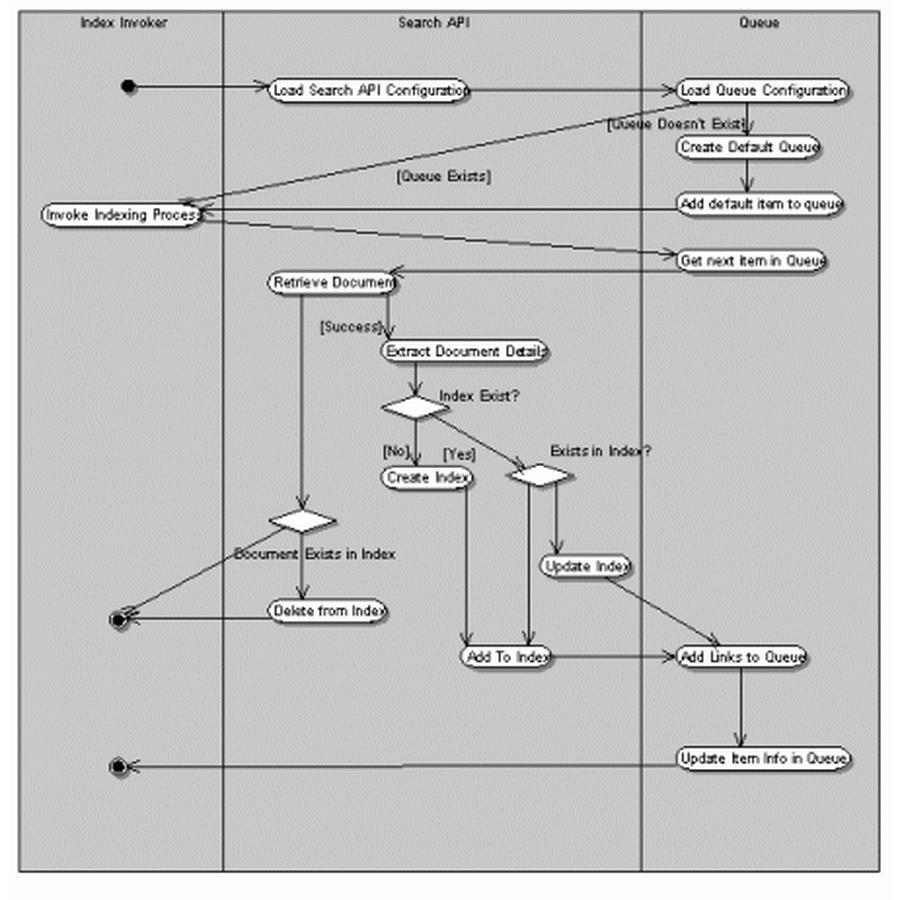 Index Invoker
Search API
Queue
Load Search API Configuration
Load Queue Configuration
[Queue Doesn't Exist]
Create Default Queue
[Queue Exists]
Add default item to queue
Invoke Indexing Process
Get next item in Queue
Retrieve Document
[Success]
Extract Document Details
Index Exist?
[No]
[Yes]
Exists in Index?
Create Index
Document Exists in Index
Update Index
Delete from Index
Add To Index
Add Links to Queue
Update Item Info in Queue